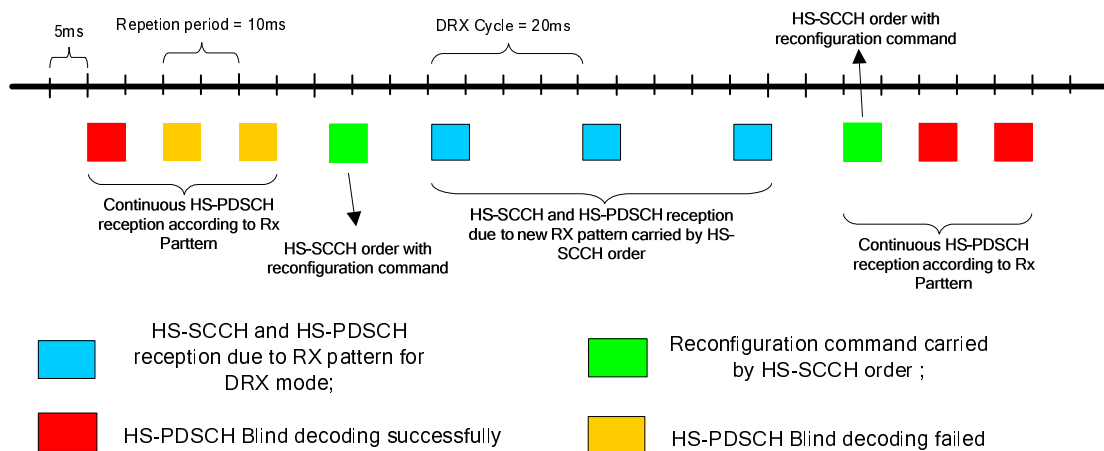 5ms
Repetion period = 10ms
DRX Cycle = 20ms
HS-SCCH order with
reconfiguration command
Continuous HS-PDSCH
reception according to Rx
Parttern
HS-SCCH order with
reconfiguration command
HS-SCCH and HS-PDSCH reception
due to new RX pattern carried by HS-
SCCH order
Continuous HS-PDSCH
reception according to Rx
Parttern
HS-SCCH and HS-PDSCH
reception due to RX pattern for
DRX mode;
Reconfiguration command carried
by HS-SCCH order ;
HS-PDSCH Blind decoding successfully
HS-PDSCH Blind decoding failed